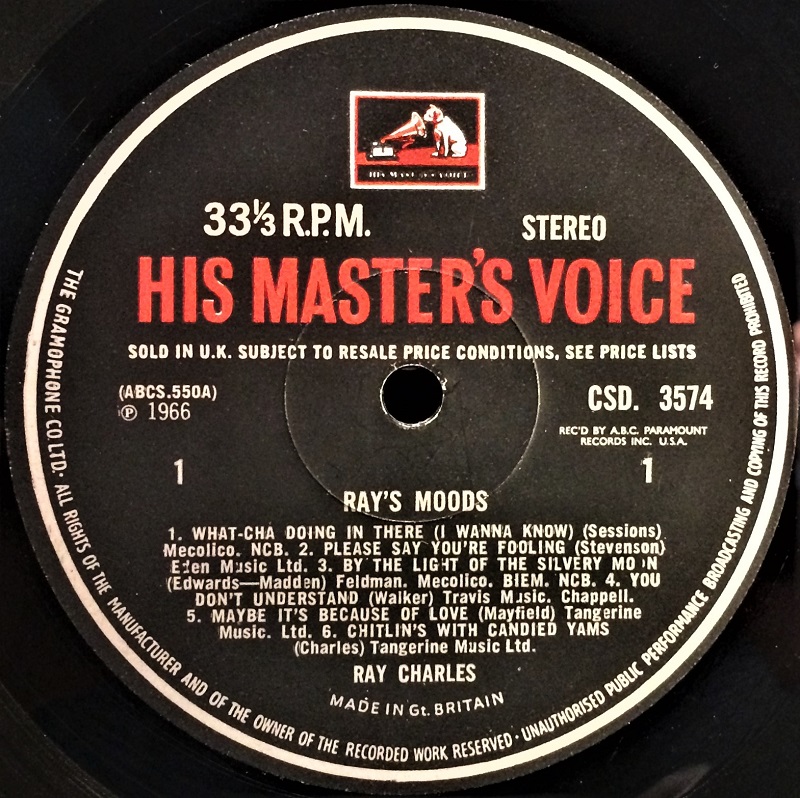 HIS MASTER'S VOICE
33⅓ R.P.M.
STEREO
HIS MASTER'S VOICE
SOLD IN U.K. SUBJECT TO RESALE PRICE CONDITIONS, SEE PRICE LISTS
(ABCS.550A)
℗ 1966
CSD. 3574
REC'D BY A.B.C. PARAMOUNT
RECORDS INC. U.S.A.
1
1
RAY'S MOODS
1. WHAT-CHA DOING IN THERE (I WANNA KNOW) (Sessions)
Mecolico. NCB. 2. PLEASE SAY YOU'RE FOOLING (Stevenson)
Eden Music Ltd. 3. BY THE LIGHT OF THE SILVERY MOON
(Edwards—Madden) Feldman. Mecolico. BIEM. NCB. 4. YOU
DON'T UNDERSTAND (Walker) Travis Music. Chappell.
5. MAYBE IT'S BECAUSE OF LOVE (Mayfield) Tangerine
Music. Ltd. 6. CHITLIN'S WITH CANDIED YAMS
(Charles) Tangerine Music Ltd.
RAY CHARLES
MADE IN Gt. BRITAIN
THE GRAMOPHONE CO. LTD. · ALL RIGHTS OF THE MANUFACTURER AND OF THE OWNER OF THE RECORDED WORK RESERVED · UNAUTHORISED PUBLIC PERFORMANCE BROADCASTING AND COPYING OF THIS RECORD PROHIBITED